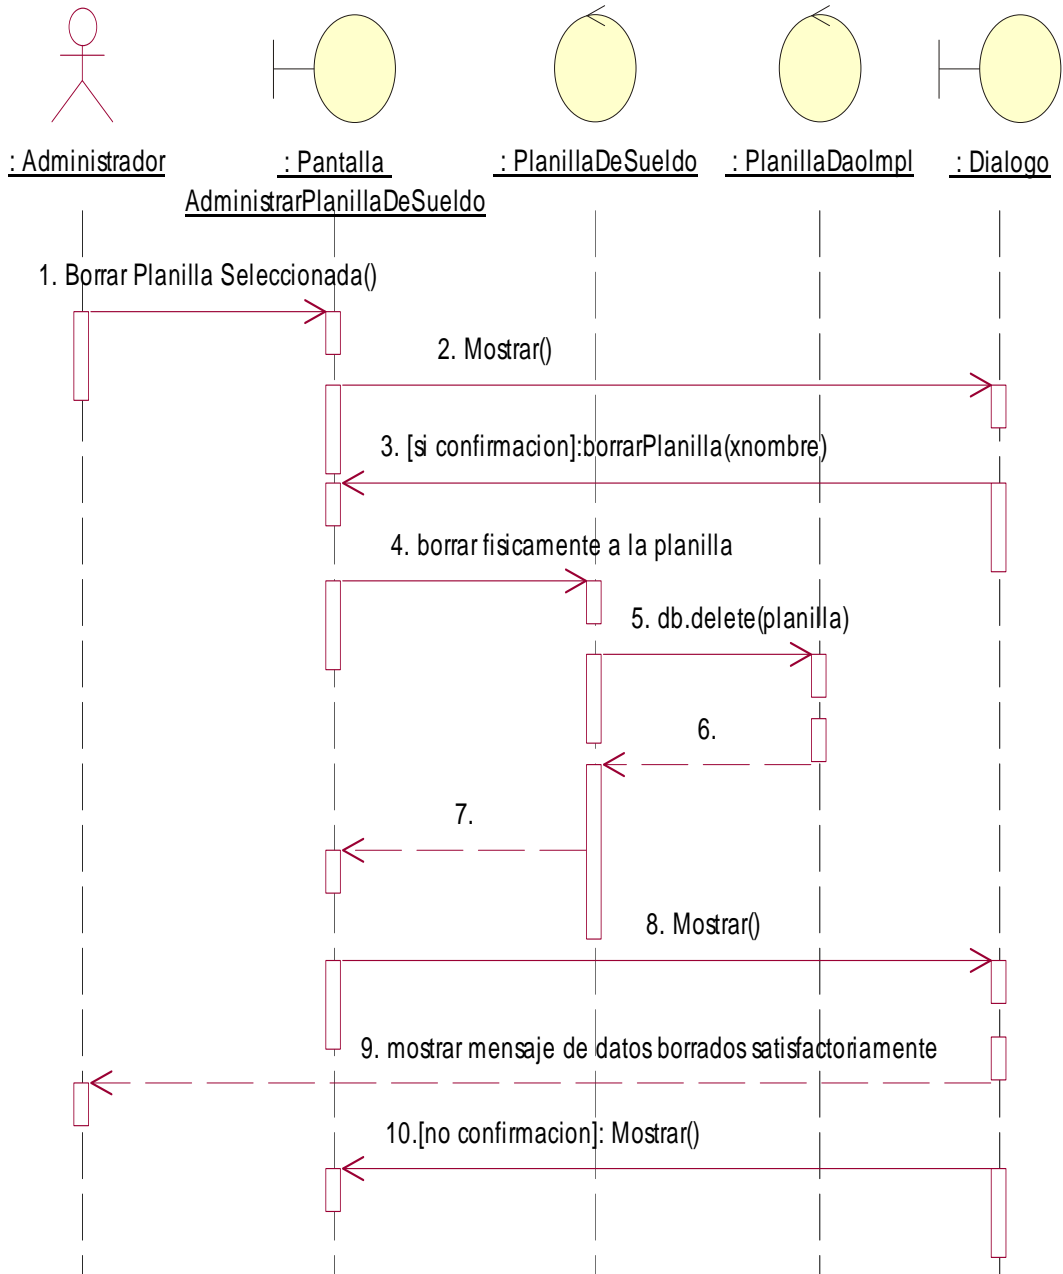 : Administrador
: Pantalla
AdministrarPlanillaDeSueldo
: PlanillaDeSueldo
: PlanillaDaoImpl
: Dialogo
1. Borrar Planilla Seleccionada()
2. Mostrar()
3. [si confirmacion]:borrarPlanilla(xnombre)
4. borrar fisicamente a la planilla
5. db.delete(planilla)
6.
7.
8. Mostrar()
9. mostrar mensaje de datos borrados satisfactoriamente
10.[no confirmacion]: Mostrar()